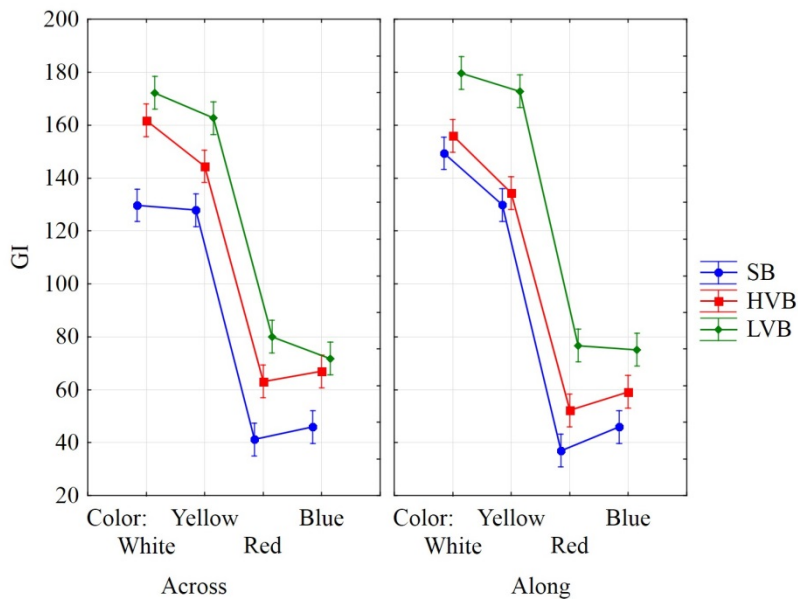 GI
200
180
160
140
120
100
80
60
40
20
Color: Yellow Blue
White Red
Across
Color: Yellow Blue
White Red
Along
SB
HVB
LVB